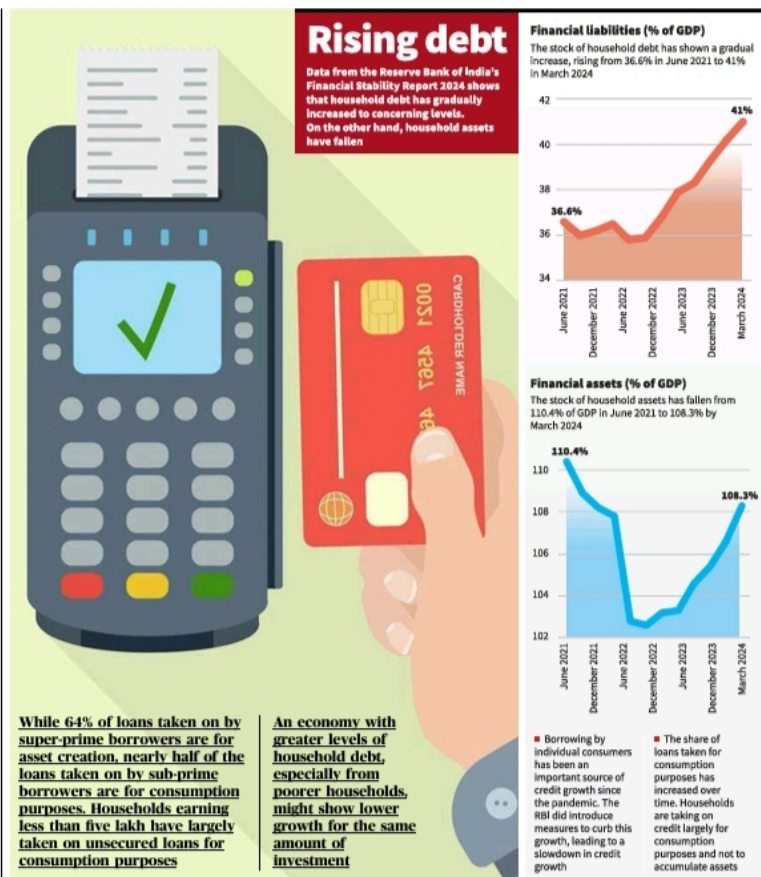 Rising debt
Data from the Reserve Bank of India's
Financial Stability Report 2024 shows
that household debt has gradually
increased to concerning levels.
On the other hand, household assets
have fallen
CARDHOLDER NAME
0021 4567 46
While 64% of loans taken on by
super-prime borrowers are for
asset creation, nearly half of the
loans taken on by sub-prime
borrowers are for consumption
purposes. Households earning
less than five lakh have largely
taken on unsecured loans for
consumption purposes
An economy with
greater levels of
household debt,
especially from
poorer households,
might show lower
growth for the same
amount of
investment
Financial liabilities (% of GDP)
The stock of household debt has shown a gradual
increase, rising from 36.6% in June 2021 to 41%
in March 2024
42
41%
40
38
36.6%
36
34
June 2021
December 2021
June 2022
December 2022
June 2023
December 2023
March 2024
Financial assets (% of GDP)
The stock of household assets has fallen from
110.4% of GDP in June 2021 to 108.3% by
March 2024
110.4%
110
108.3%
108
106
104
102
June 2021
December 2021
June 2022
December 2022
June 2023
December 2023
March 2024
Borrowing by
individual consumers
has been an
important source of
credit growth since
the pandemic. The
RBI did introduce
measures to curb this
growth, leading to a
slowdown in credit
growth
The share of
loans taken for
consumption
purposes has
increased over
time. Households
are taking on
credit largely for
consumption
purposes and not to
accumulate assets